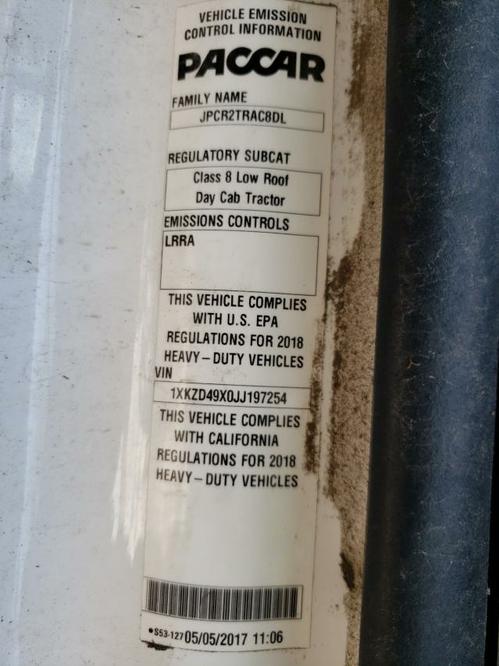 VEHICLE EMISSION
CONTROL INFORMATION
PACCAR
FAMILY NAME
JPCR2TRAC8DL
REGULATORY SUBCAT
Class 8 Low Roof
Day Cab Tractor
EMISSIONS CONTROLS
LRRA
THIS VEHICLE COMPLIES
WITH U.S. EPA
REGULATIONS FOR 2018
HEAVY-DUTY VEHICLES
VIN
1XKZD49X0JJ197254
THIS VEHICLE COMPLIES
WITH CALIFORNIA
REGULATIONS FOR 2018
HEAVY-DUTY VEHICLES
•S53-127 05/05/2017 11:06